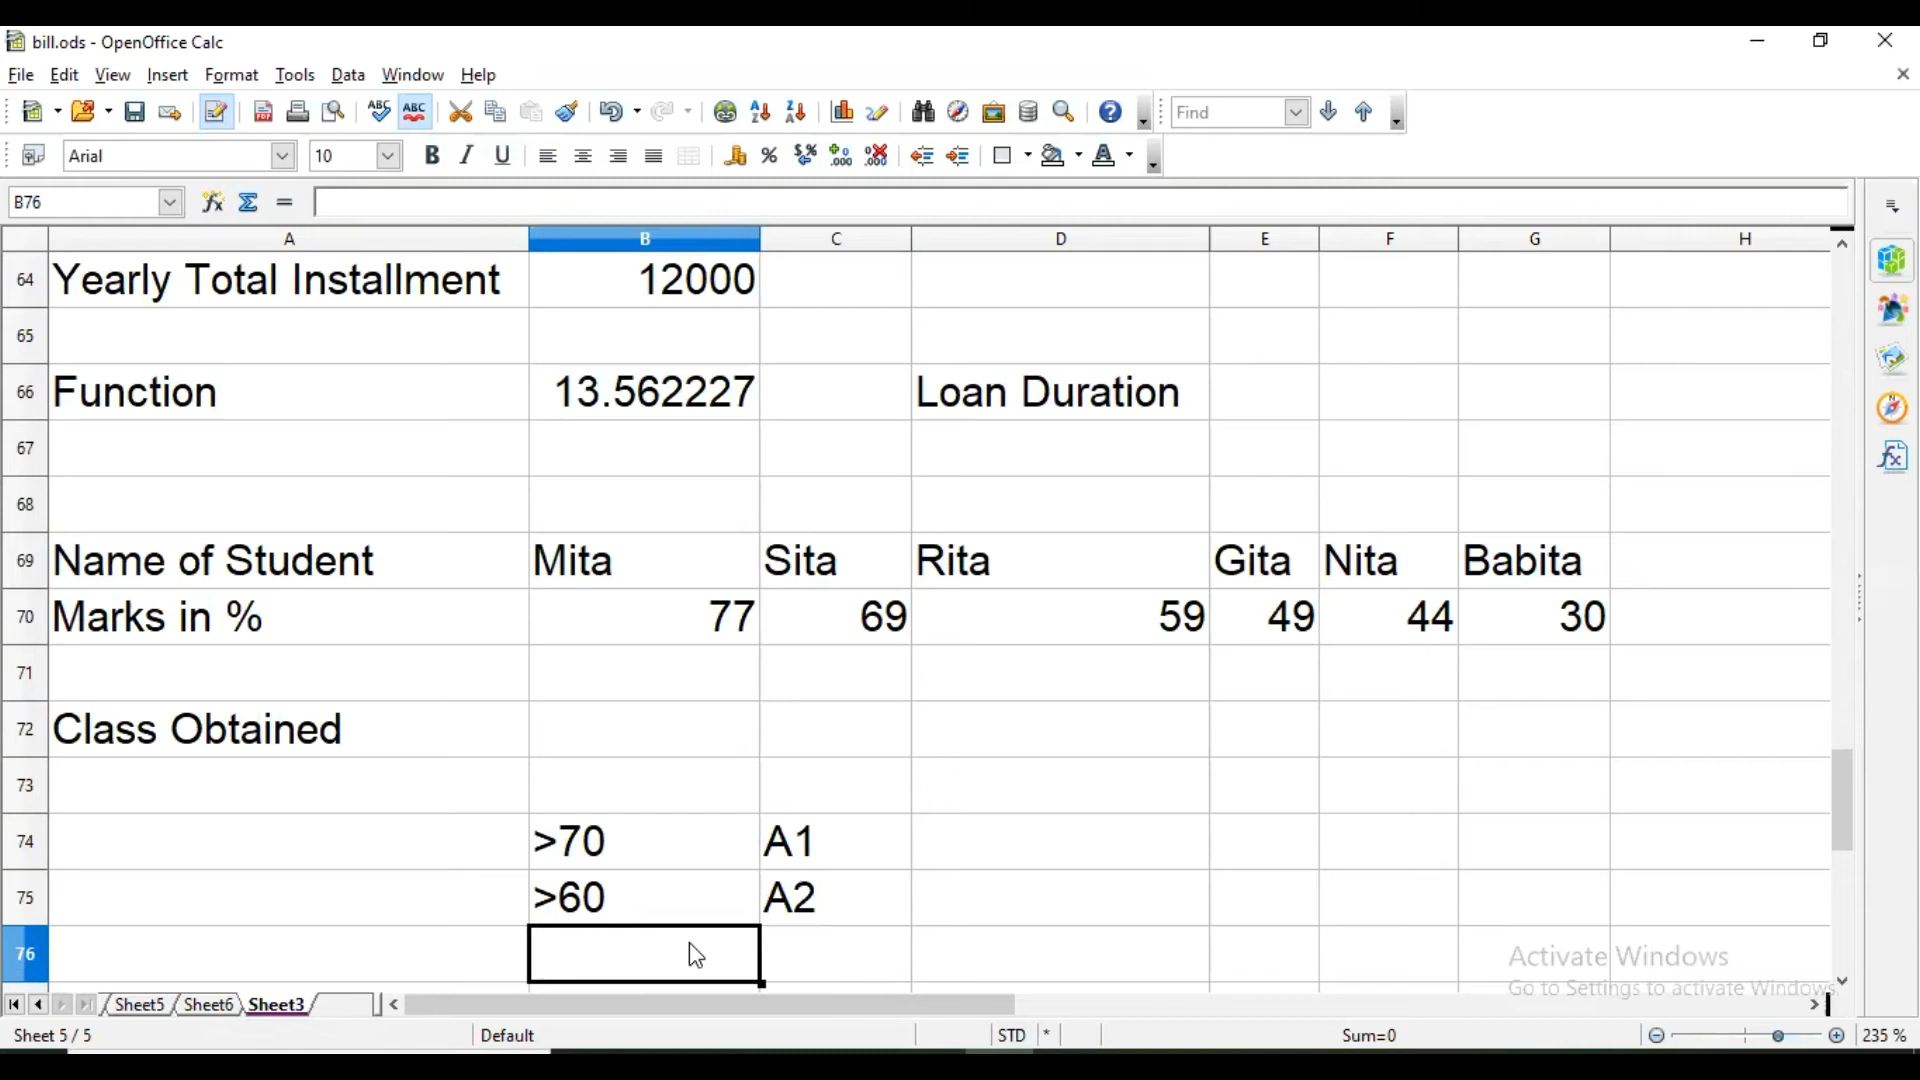 bill.ods - OpenOffice Calc
File Edit View Insert Format Tools Data Window Help
Find
Arial 10
B76
A B C D E F G H
64 Yearly Total Installment 12000
65
66 Function 13.562227 Loan Duration
67
68
69 Name of Student Mita Sita Rita Gita Nita Babita
70 Marks in % 77 69 59 49 44 30
71
72 Class Obtained
73
74 >70 A1
75 >60 A2
76
Activate Windows
Go to Settings to activate Windows.
Sheet5 Sheet6 Sheet3
Sheet 5 / 5 Default STD * Sum=0 235 %